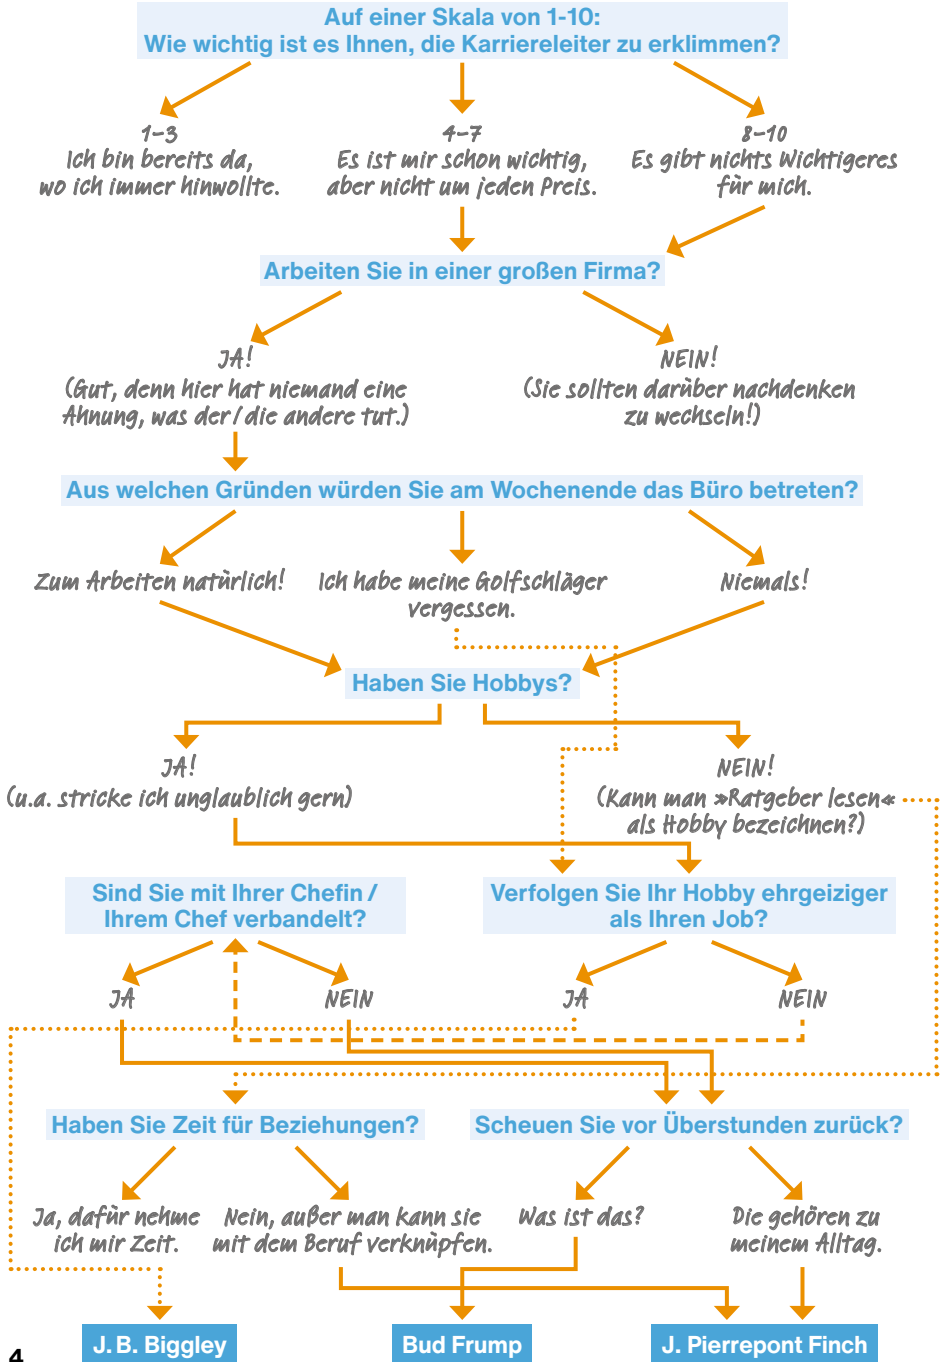 Auf einer Skala von 1-10:
Wie wichtig ist es Ihnen, die Karriereleiter zu erklimmen?
1–3
Ich bin bereits da,
wo ich immer hinwollte.
4–7
Es ist mir schon wichtig,
aber nicht um jeden Preis.
8–10
Es gibt nichts Wichtigeres
für mich.
Arbeiten Sie in einer großen Firma?
JA!
(Gut, denn hier hat niemand eine
Ahnung, was der / die andere tut.)
NEIN!
(Sie sollten darüber nachdenken
zu wechseln!)
Aus welchen Gründen würden Sie am Wochenende das Büro betreten?
Zum Arbeiten natürlich!
Ich habe meine Golfschläger
vergessen.
Niemals!
Haben Sie Hobbys?
JA!
(u.a. stricke ich unglaublich gern)
NEIN!
(Kann man »Ratgeber lesen«
als Hobby bezeichnen?)
Sind Sie mit Ihrer Chefin /
Ihrem Chef verbandelt?
Verfolgen Sie Ihr Hobby ehrgeiziger
als Ihren Job?
JA
NEIN
JA
NEIN
Haben Sie Zeit für Beziehungen?
Scheuen Sie vor Überstunden zurück?
Ja, dafür nehme
ich mir Zeit.
Nein, außer man kann sie
mit dem Beruf verknüpfen.
Was ist das?
Die gehören zu
meinem Alltag.
J. B. Biggley
Bud Frump
J. Pierrepont Finch
4